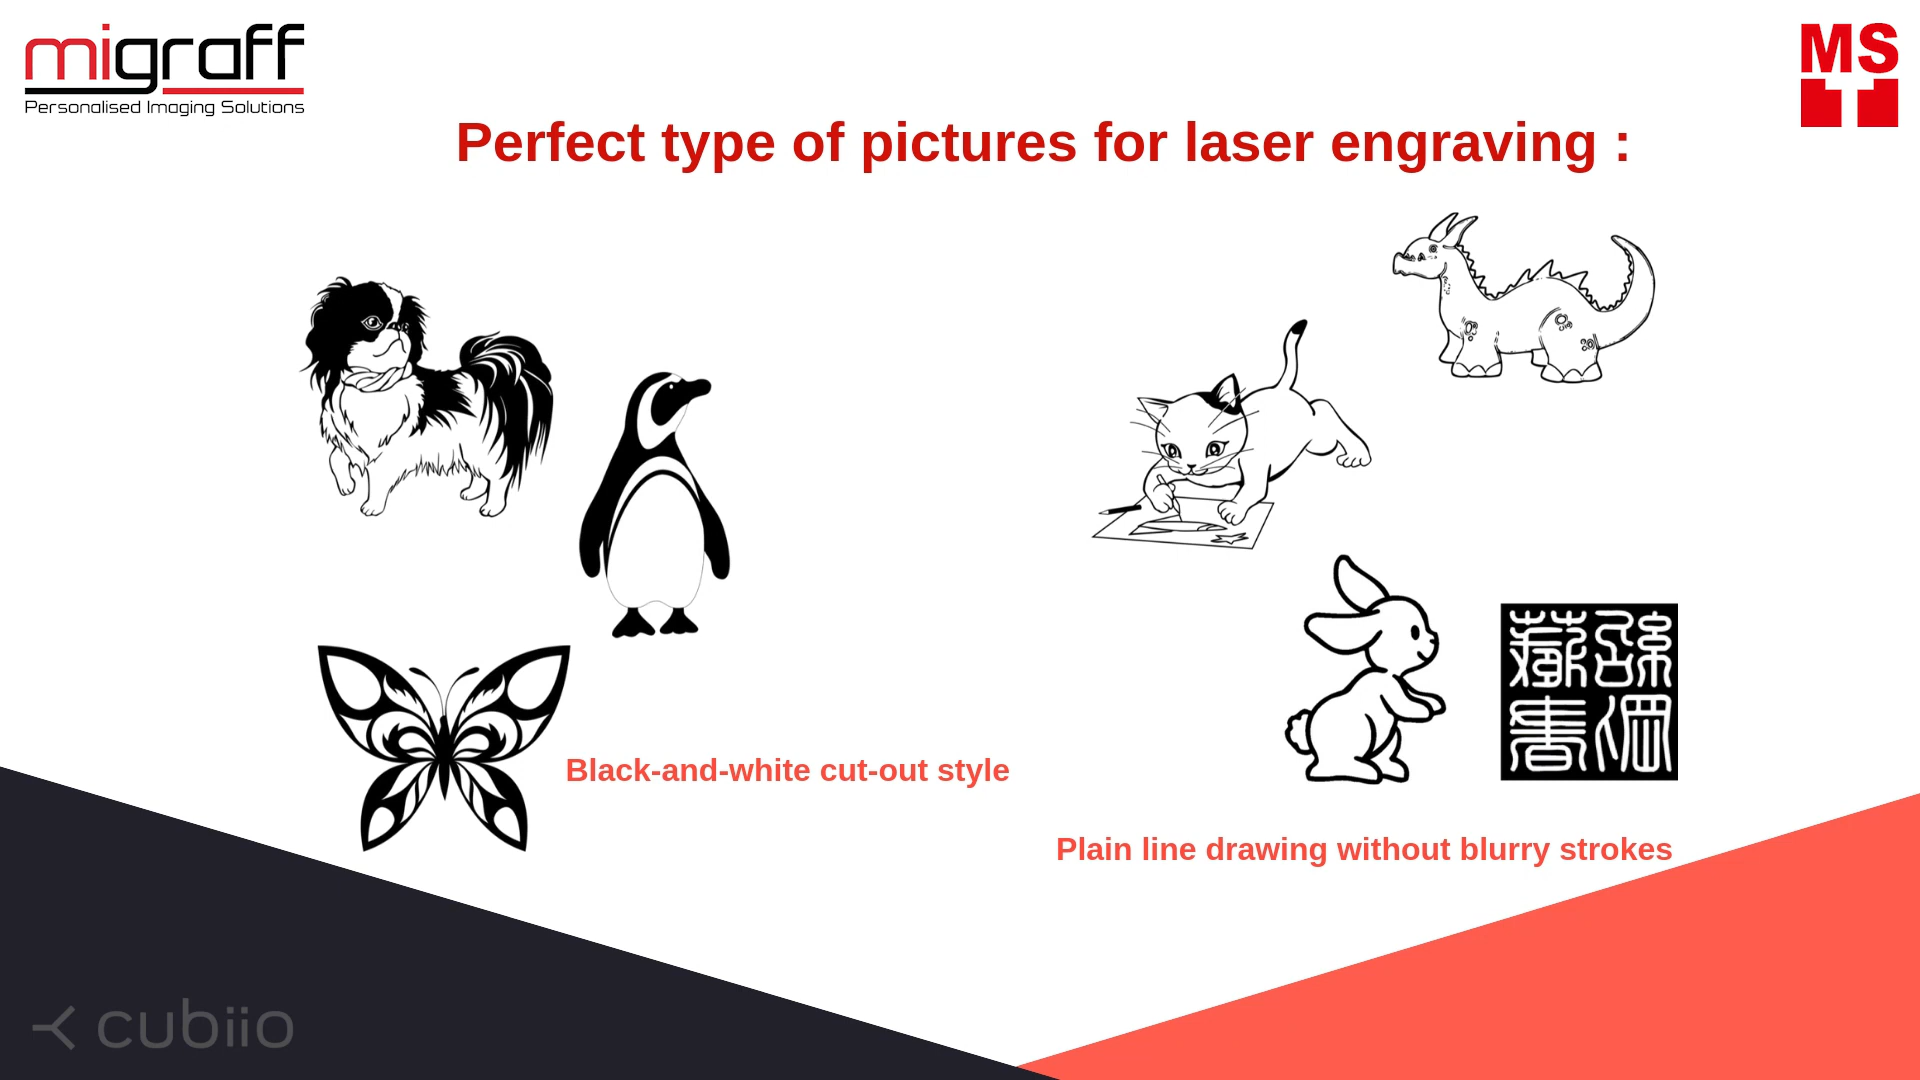 migraff
Personalised Imaging Solutions
MS
T
Perfect type of pictures for laser engraving :
Black-and-white cut-out style
Plain line drawing without blurry strokes
cubiio